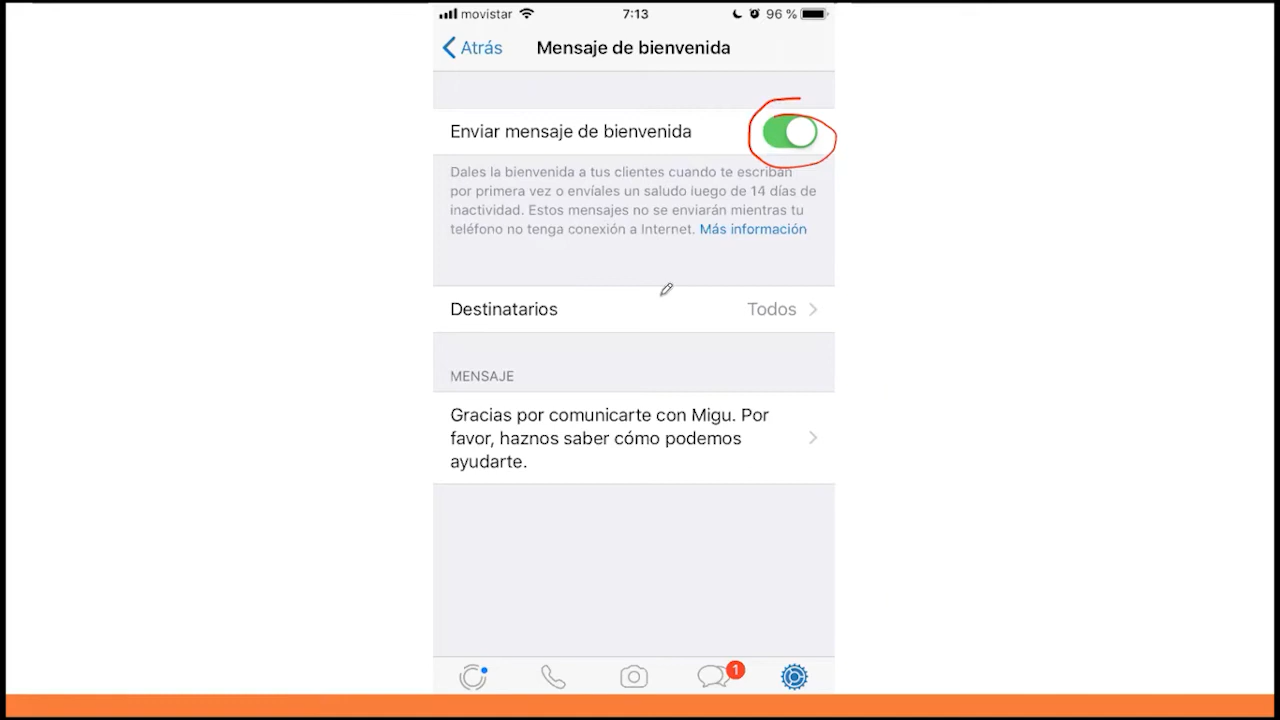 movistar 7:13 96 %
Atrás Mensaje de bienvenida
Enviar mensaje de bienvenida
Dales la bienvenida a tus clientes cuando te escriban
por primera vez o envíales un saludo luego de 14 días de
inactividad. Estos mensajes no se enviarán mientras tu
teléfono no tenga conexión a Internet. Más información
Destinatarios Todos
MENSAJE
Gracias por comunicarte con Migu. Por
favor, haznos saber cómo podemos
ayudarte.
1